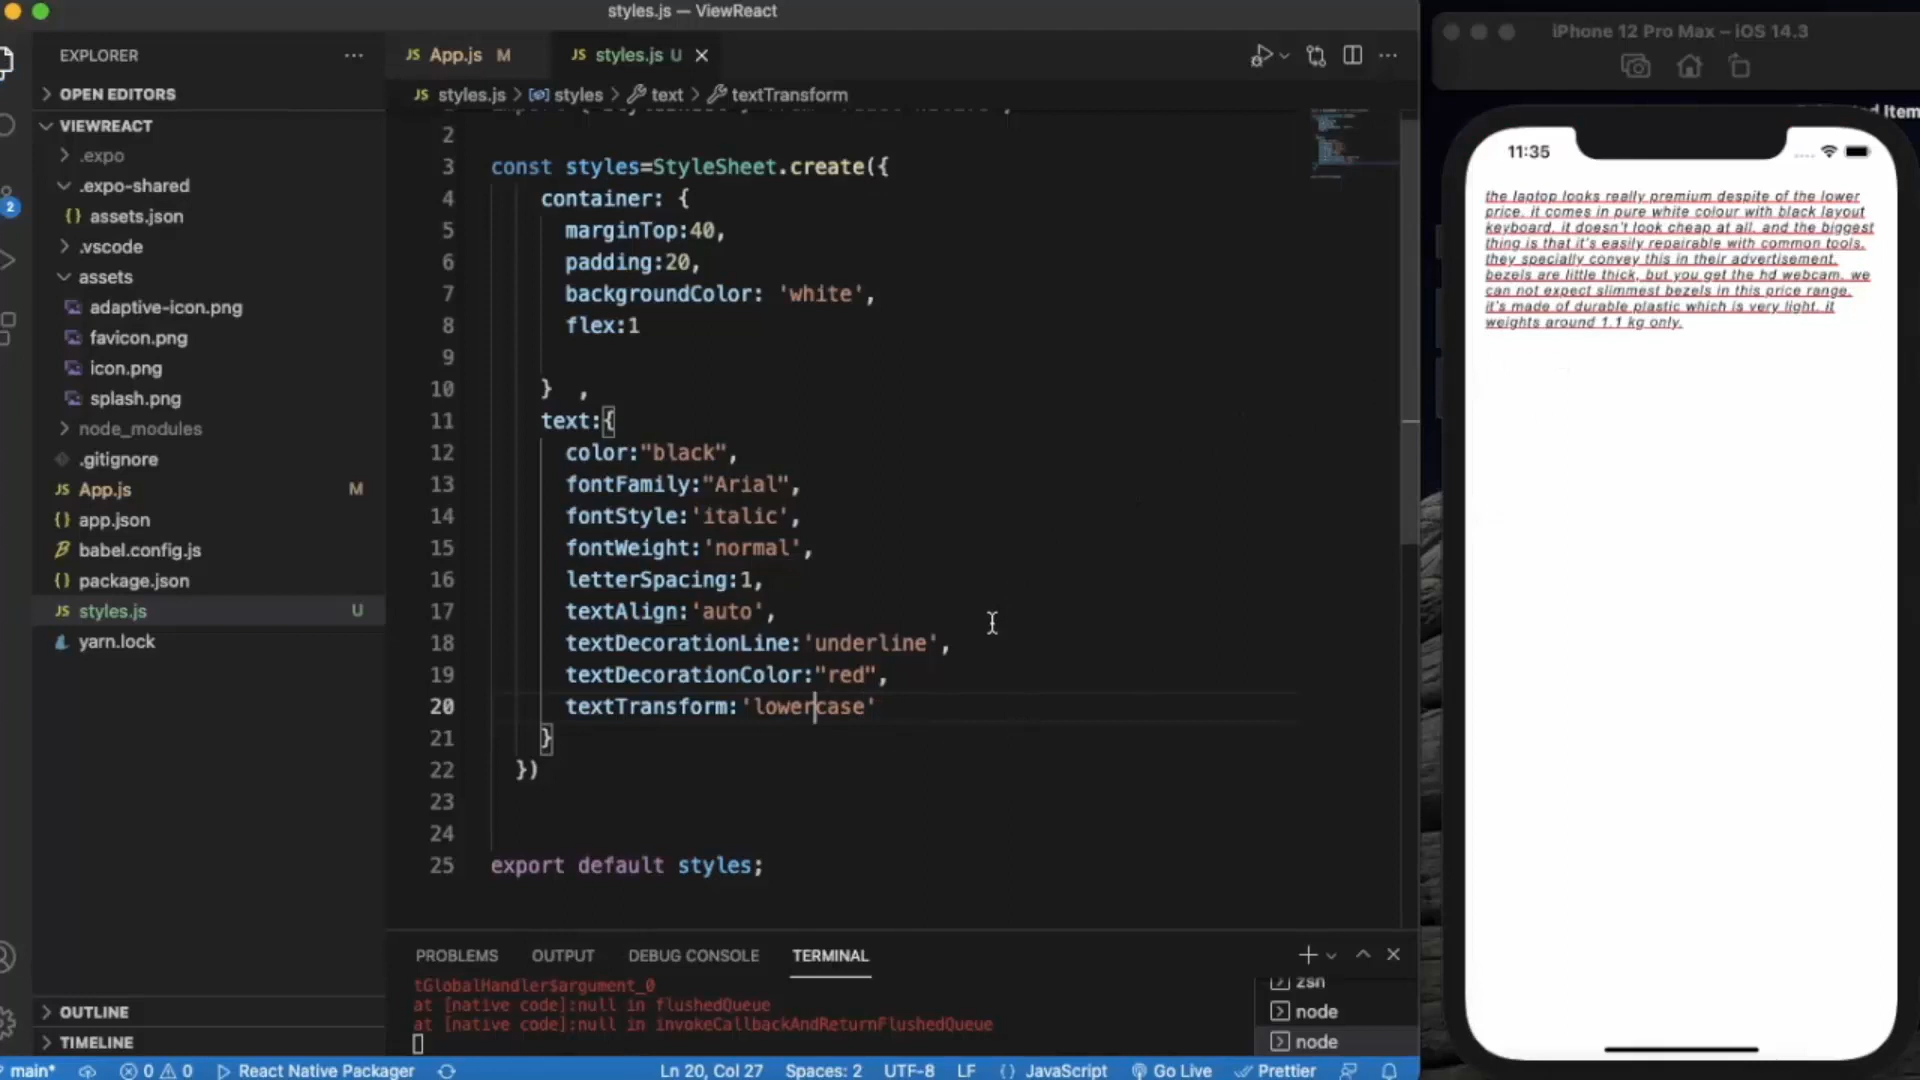 styles.js — ViewReact
EXPLORER
OPEN EDITORS
VIEWREACT
.expo
.expo-shared
{} assets.json
.vscode
assets
adaptive-icon.png
favicon.png
icon.png
splash.png
node_modules
.gitignore
JS App.js M
{} app.json
babel.config.js
{} package.json
JS styles.js U
yarn.lock
OUTLINE
TIMELINE
2
JS App.js M
JS styles.js U
JS styles.js > styles > text > textTransform
2
3 const styles=StyleSheet.create({
4 container: {
5 marginTop:40,
6 padding:20,
7 backgroundColor: 'white',
8 flex:1
9
10 } ,
11 text:{
12 color:"black",
13 fontFamily:"Arial",
14 fontStyle:'italic',
15 fontWeight:'normal',
16 letterSpacing:1,
17 textAlign:'auto',
18 textDecorationLine:'underline',
19 textDecorationColor:"red",
20 textTransform:'lowercase'
21 }
22 })
23
24
25 export default styles;
PROBLEMS OUTPUT DEBUG CONSOLE TERMINAL
tGlobalHandler$argument_0
at [native code]:null in flushedQueue
at [native code]:null in invokeCallbackAndReturnFlushedQueue
zsh
node
node
main* 0 0 React Native Packager Ln 20, Col 27 Spaces: 2 UTF-8 LF {} JavaScript Go Live Prettier
iPhone 12 Pro Max – iOS 14.3
Item
11:35
the laptop looks really premium despite of the lower
price. it comes in pure white colour with black layout
keyboard. it doesn't look cheap at all. and the biggest
thing is that it's easily repairable with common tools.
they specially convey this in their advertisement.
bezels are little thick, but you get the hd webcam. we
can not expect slimmest bezels in this price range.
it's made of durable plastic which is very light. it
weights around 1.1 kg only.